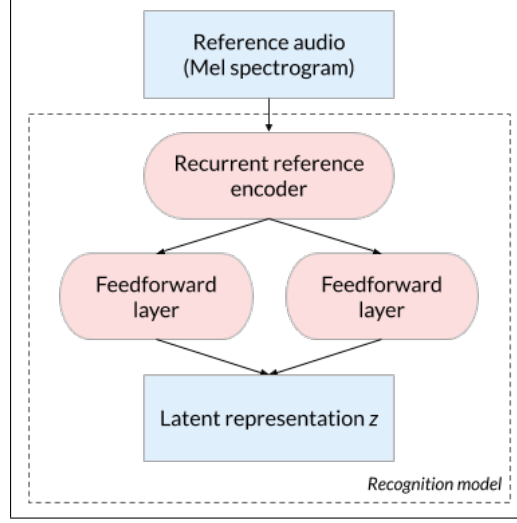 Reference audio
(Mel spectrogram)
Recurrent reference
encoder
Feedforward
layer
Feedforward
layer
Latent representation z
Recognition model